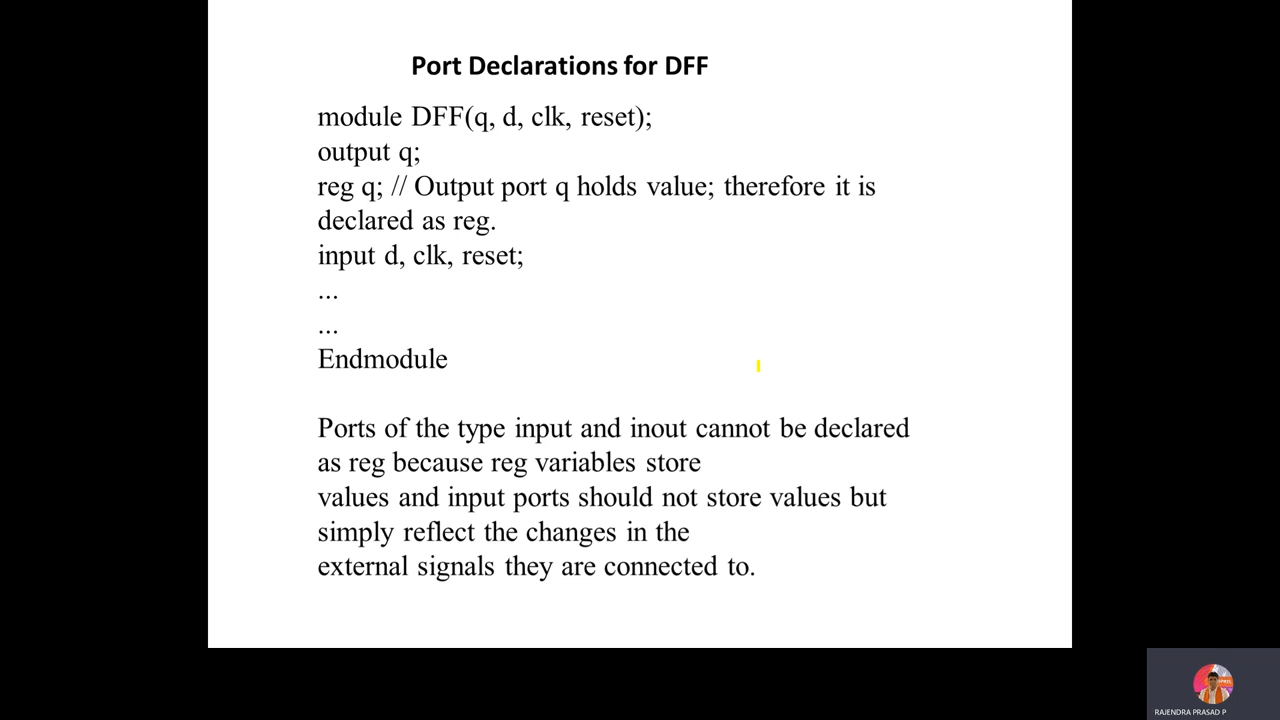 Port Declarations for DFF
module DFF(q, d, clk, reset);
output q;
reg q; // Output port q holds value; therefore it is
declared as reg.
input d, clk, reset;
...
...
Endmodule
Ports of the type input and inout cannot be declared
as reg because reg variables store
values and input ports should not store values but
simply reflect the changes in the
external signals they are connected to.
RAJENDRA PRASAD P